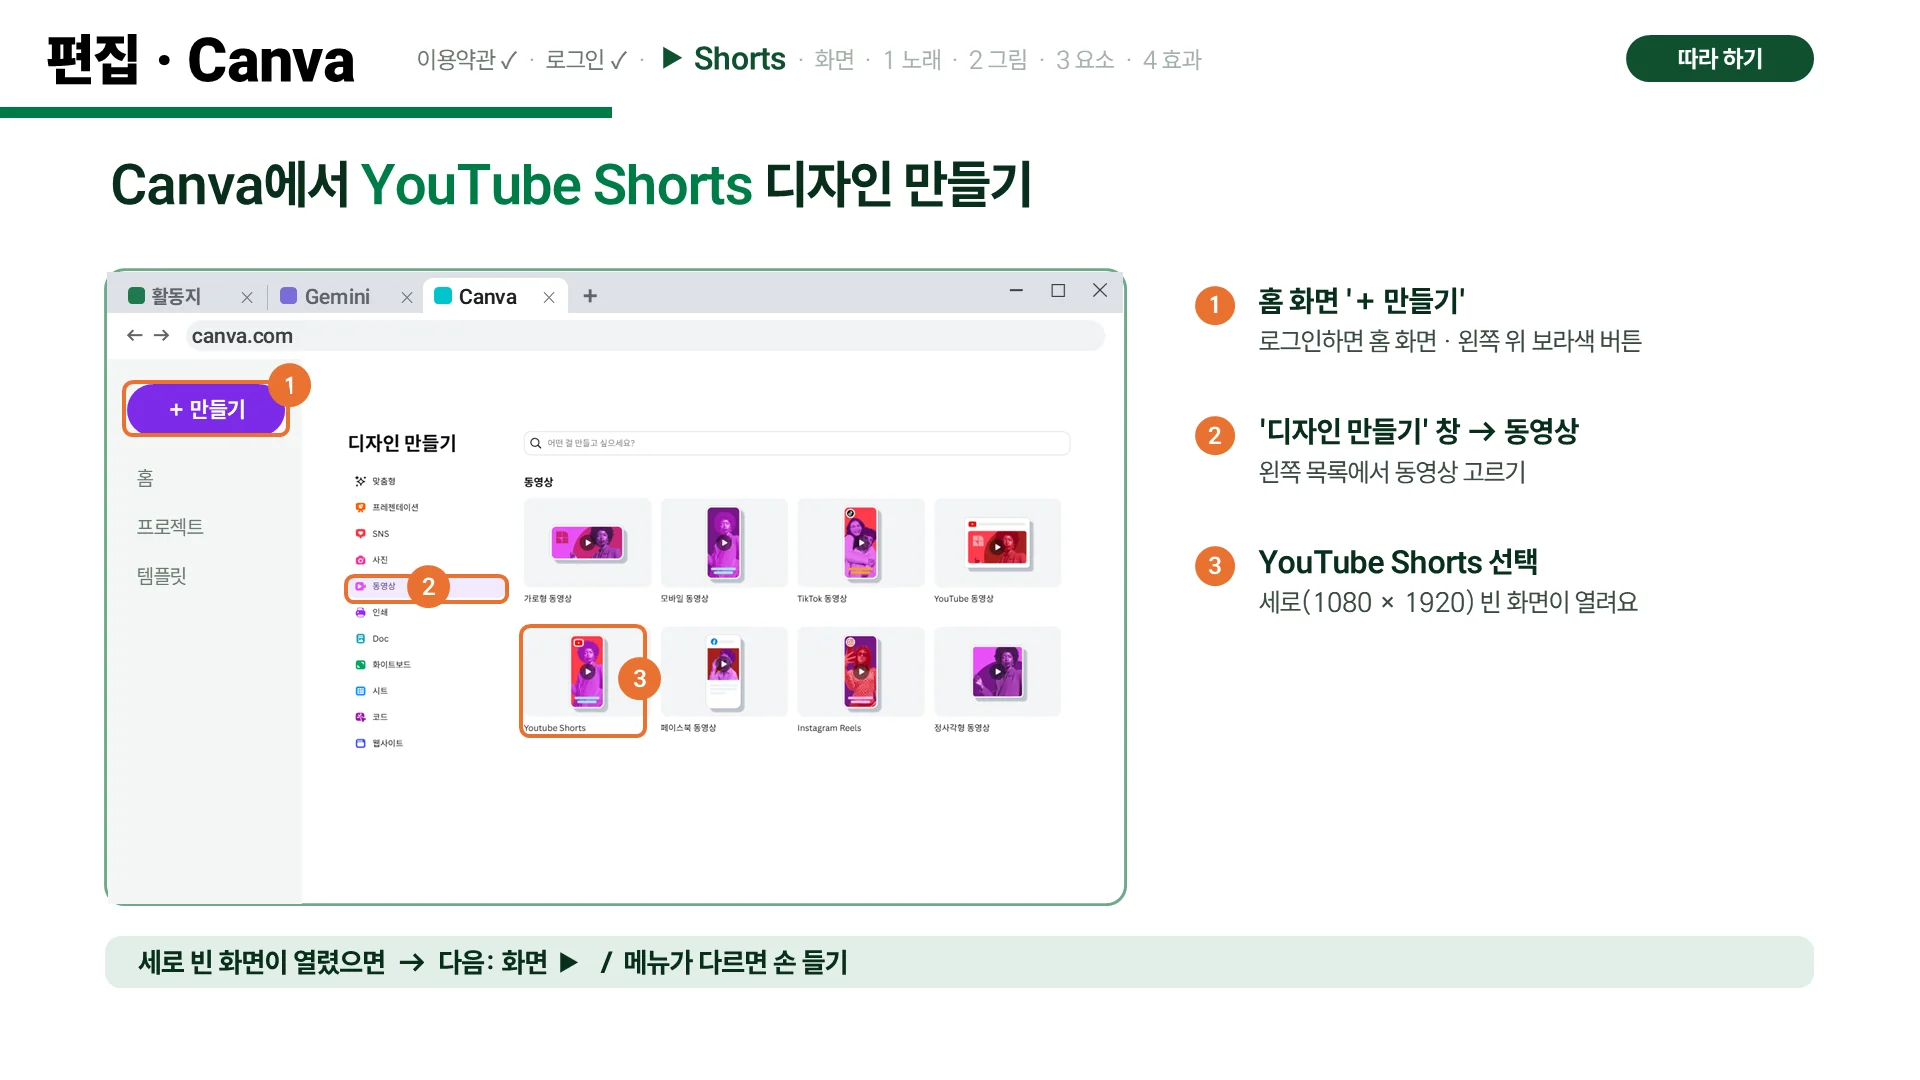 편집 · Canva
이용약관 ✓ · 로그인 ✓ · ▶ Shorts · 화면 · 1 노래 · 2 그림 · 3 요소 · 4 효과
따라 하기
Canva에서 YouTube Shorts 디자인 만들기
활동지 × Gemini × Canva × +
canva.com
+ 만들기
1
홈
프로젝트
템플릿
디자인 만들기
어떤 걸 만들고 싶으세요?
맞춤형
프레젠테이션
SNS
사진
동영상
2
인쇄
Doc
화이트보드
시트
코드
웹사이트
동영상
가로형 동영상
모바일 동영상
TikTok 동영상
YouTube 동영상
3
Youtube Shorts
페이스북 동영상
Instagram Reels
정사각형 동영상
1 홈 화면 '+ 만들기'
로그인하면 홈 화면 · 왼쪽 위 보라색 버튼
2 '디자인 만들기' 창 → 동영상
왼쪽 목록에서 동영상 고르기
3 YouTube Shorts 선택
세로(1080 × 1920) 빈 화면이 열려요
세로 빈 화면이 열렸으면 → 다음: 화면 ▶ / 메뉴가 다르면 손 들기